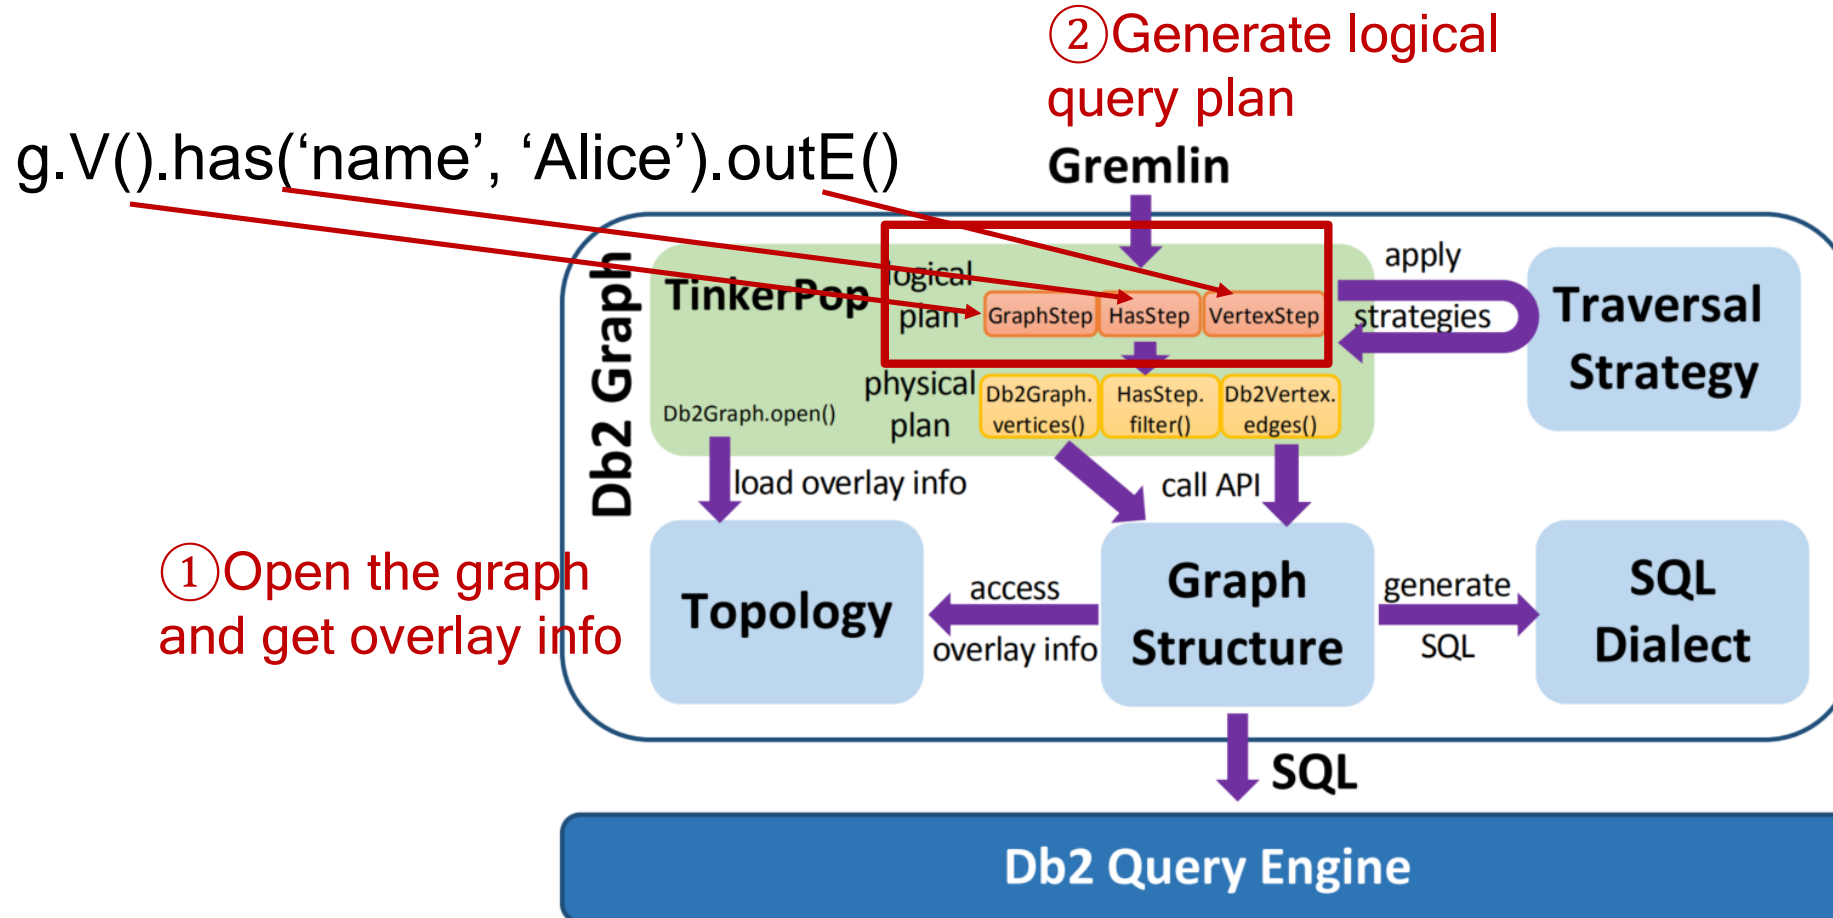 ②Generate logical
query plan
g.V().has(‘name’, ‘Alice’).outE()
Gremlin
Db2 Graph
TinkerPop
logical
plan
GraphStep
HasStep
VertexStep
apply
strategies
Traversal
Strategy
physical
plan
Db2Graph.
vertices()
HasStep.
filter()
Db2Vertex.
edges()
Db2Graph.open()
load overlay info
call API
①Open the graph
and get overlay info
Topology
access
overlay info
Graph
Structure
generate
SQL
SQL
Dialect
SQL
Db2 Query Engine